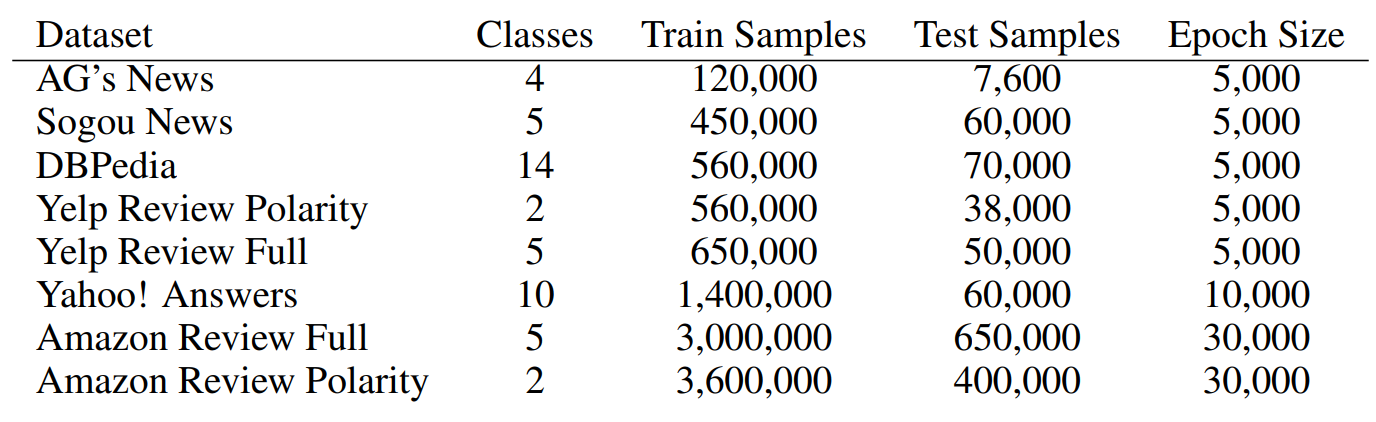 Dataset Classes Train Samples Test Samples Epoch Size
AG's News 4 120,000 7,600 5,000
Sogou News 5 450,000 60,000 5,000
DBPedia 14 560,000 70,000 5,000
Yelp Review Polarity 2 560,000 38,000 5,000
Yelp Review Full 5 650,000 50,000 5,000
Yahoo! Answers 10 1,400,000 60,000 10,000
Amazon Review Full 5 3,000,000 650,000 30,000
Amazon Review Polarity 2 3,600,000 400,000 30,000